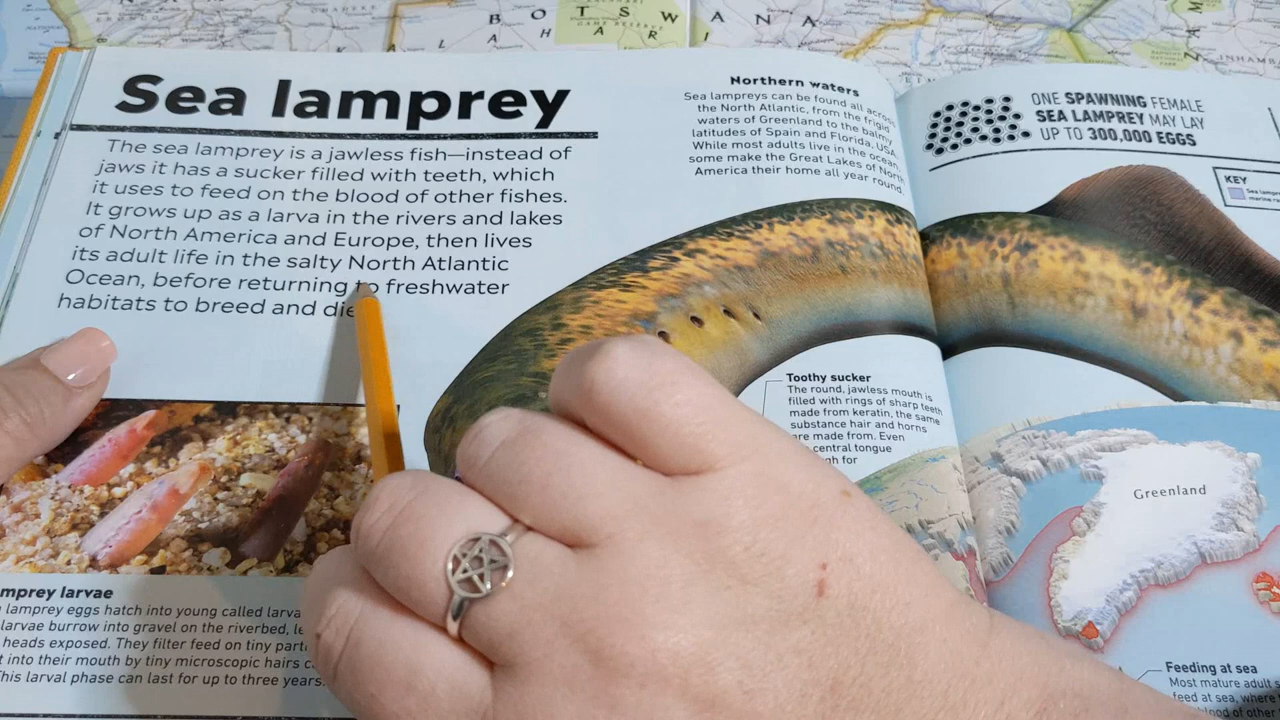 BOTSWANA
GAME RESERVE
Sea lamprey
The sea lamprey is a jawless fish—instead of
jaws it has a sucker filled with teeth, which
it uses to feed on the blood of other fishes.
It grows up as a larva in the rivers and lakes
of North America and Europe, then lives
its adult life in the salty North Atlantic
Ocean, before returning to freshwater
habitats to breed and die
Northern waters
Sea lampreys can be found all across
the North Atlantic, from the frigid
waters of Greenland to the balmy
latitudes of Spain and Florida, USA.
While most adults live in the ocean,
some make the Great Lakes of North
America their home all year round
ONE SPAWNING FEMALE
SEA LAMPREY MAY LAY
UP TO 300,000 EGGS
KEY
Sea
Toothy sucker
The round, jawless mouth is
filled with rings of sharp teeth
made from keratin, the same
substance hair and horns
are made from. Even
central tongue
for
Greenland
mprey larvae
lamprey eggs hatch into young called larva
larvae burrow into gravel on the riverbed,
heads exposed. They filter feed on tiny
into their mouth by tiny microscopic hairs
This larval phase can last for up to three years.
Feeding at sea
Most mature adult
feed at sea, where
blood of other